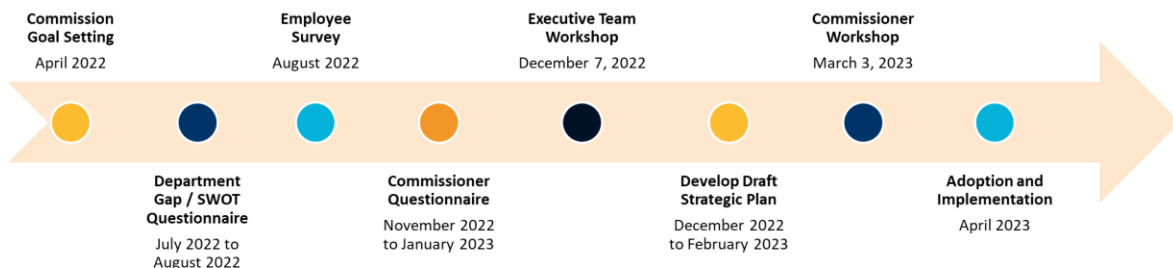 Commission
Goal Setting
April 2022
Employee
Survey
August 2022
Executive Team
Workshop
December 7, 2022
Commissioner
Workshop
March 3, 2023
Department
Gap / SWOT
Questionnaire
July 2022 to
August 2022
Commissioner
Questionnaire
November 2022
to January 2023
Develop Draft
Strategic Plan
December 2022
to February 2023
Adoption and
Implementation
April 2023